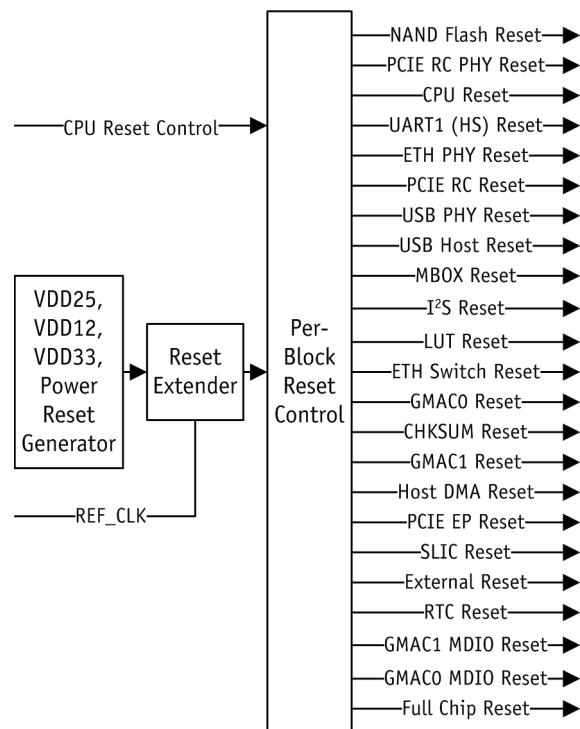 CPU Reset Control
VDD25,
VDD12,
VDD33,
Power
Reset
Generator
Reset
Extender
REF_CLK
Per-
Block
Reset
Control
NAND Flash Reset
PCIE RC PHY Reset
CPU Reset
UART1 (HS) Reset
ETH PHY Reset
PCIE RC Reset
USB PHY Reset
USB Host Reset
MBOX Reset
I²S Reset
LUT Reset
ETH Switch Reset
GMAC0 Reset
CHKSUM Reset
GMAC1 Reset
Host DMA Reset
PCIE EP Reset
SLIC Reset
External Reset
RTC Reset
GMAC1 MDIO Reset
GMAC0 MDIO Reset
Full Chip Reset